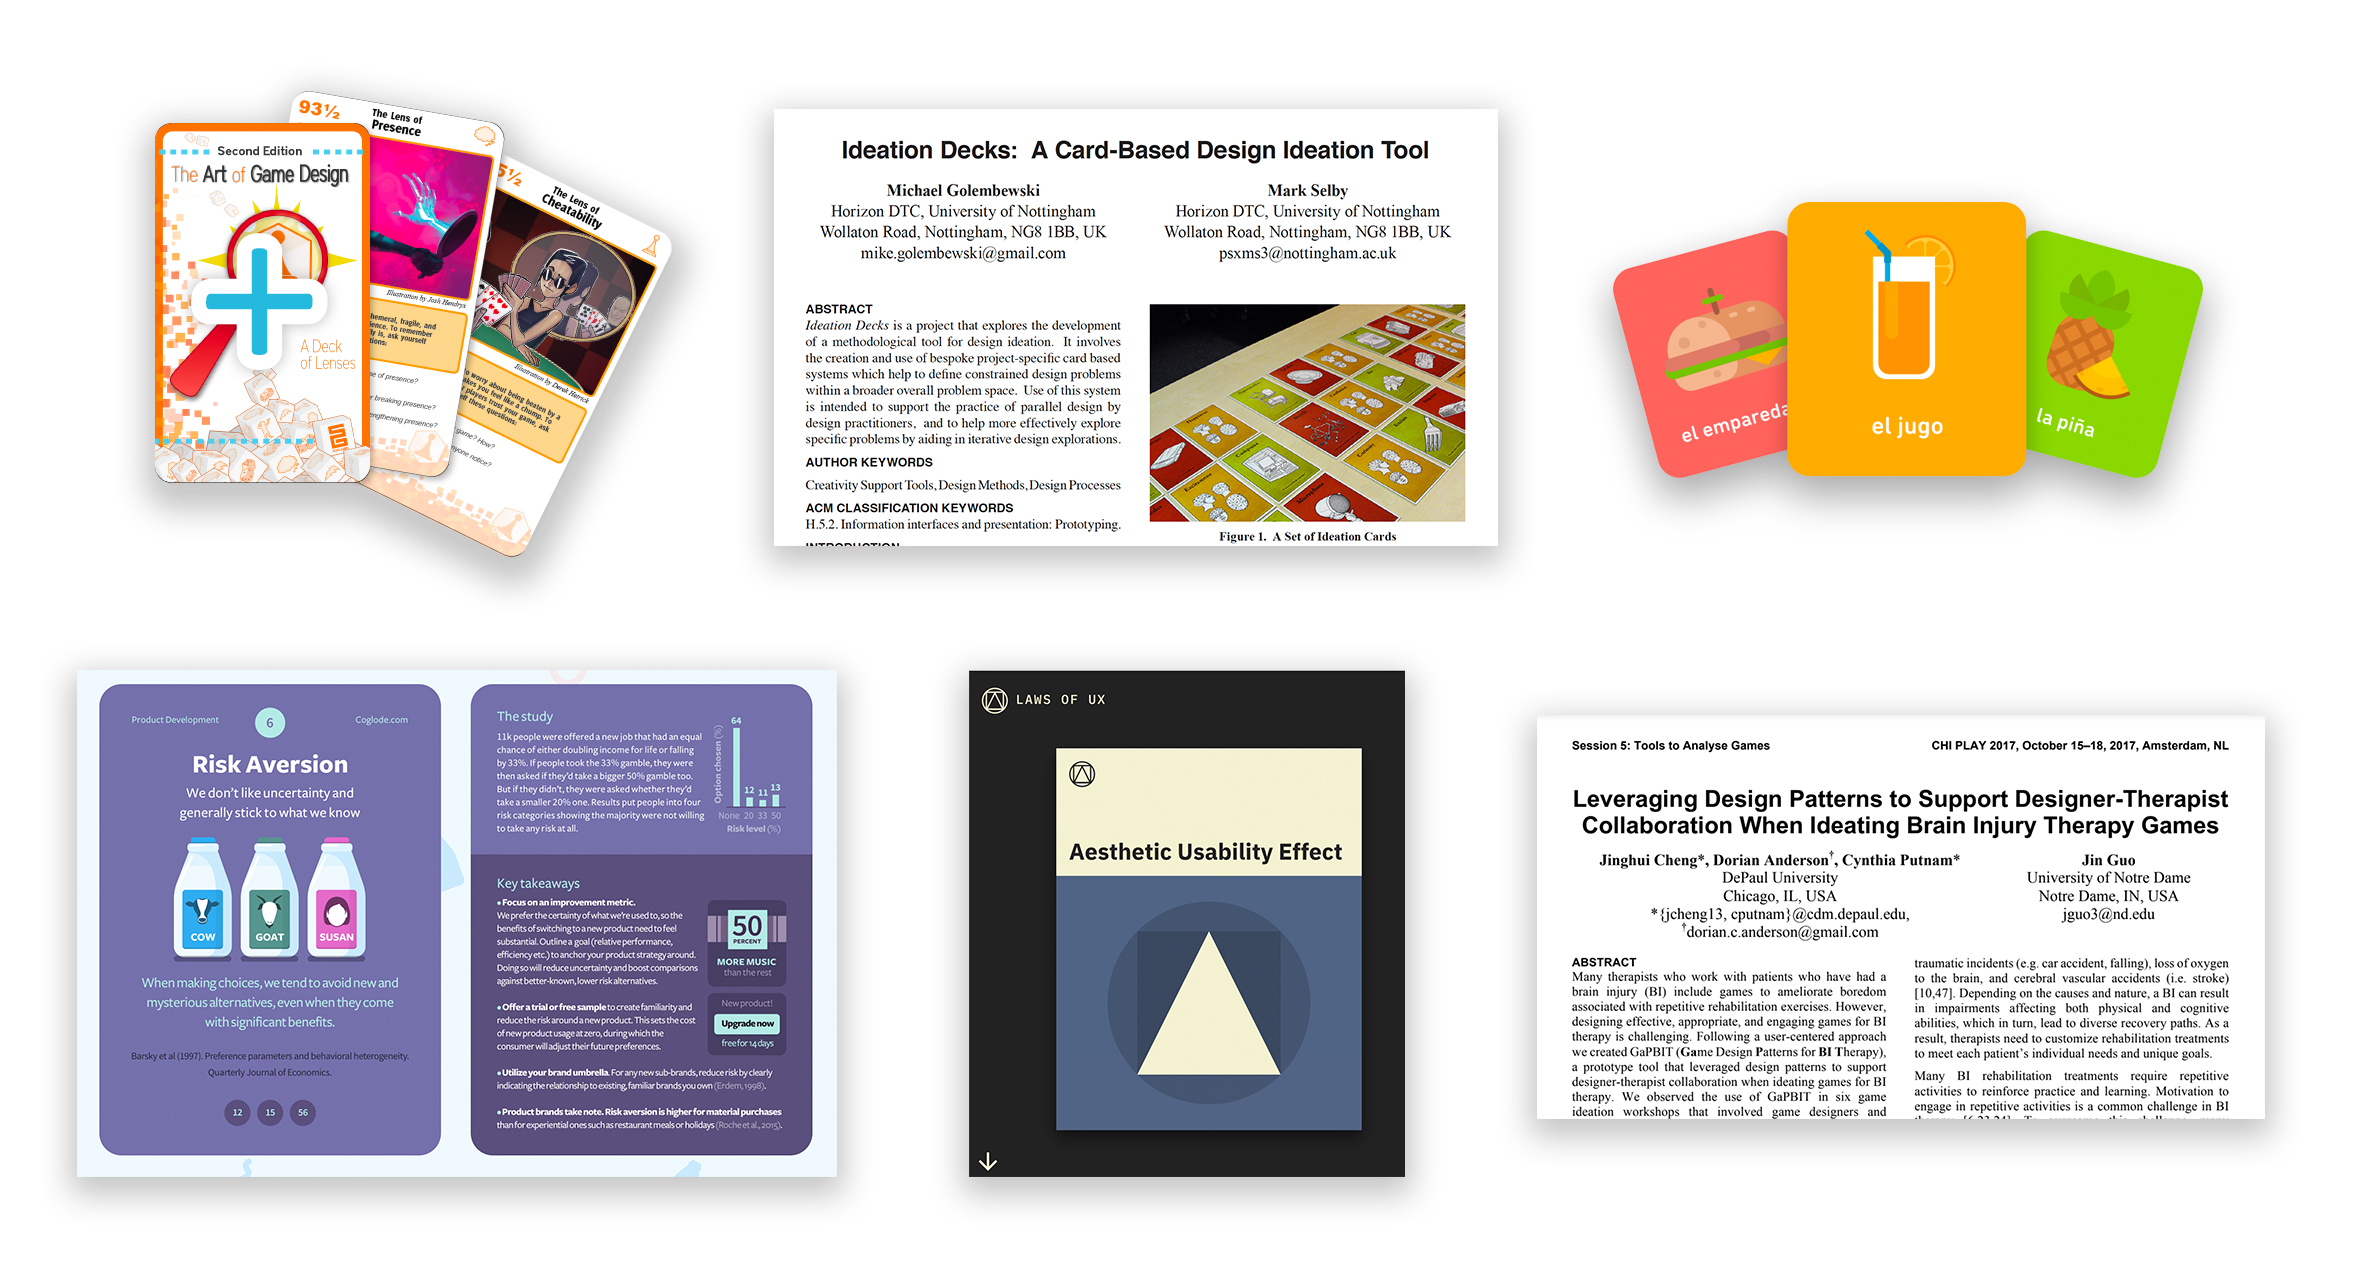 93½
The Lens of
Presence
Second Edition
The Art of Game Design
A Deck
of Lenses
Illustration by Josh Hendryx
hemeral, fragile, and
ience. To remember
ly is, ask yourself
tions:
se of presence?
r breaking presence?
engthening presence?
5½
The Lens of
Cheatability
Illustration by Derek Hetrick
o worry about being beaten by a
akes you feel like a chump. To
r players trust your game, ask
elf these questions:
game? How?
nyone notice?
Ideation Decks: A Card-Based Design Ideation Tool
Michael Golembewski
Horizon DTC, University of Nottingham
Wollaton Road, Nottingham, NG8 1BB, UK
mike.golembewski@gmail.com
Mark Selby
Horizon DTC, University of Nottingham
Wollaton Road, Nottingham, NG8 1BB, UK
psxms3@nottingham.ac.uk
ABSTRACT
Ideation Decks is a project that explores the development
of a methodological tool for design ideation. It involves
the creation and use of bespoke project-specific card based
systems which help to define constrained design problems
within a broader overall problem space. Use of this system
is intended to support the practice of parallel design by
design practitioners, and to help more effectively explore
specific problems by aiding in iterative design explorations.
AUTHOR KEYWORDS
Creativity Support Tools, Design Methods, Design Processes
ACM CLASSIFICATION KEYWORDS
H.5.2. Information interfaces and presentation: Prototyping.
INTRODUCTION
Figure 1. A Set of Ideation Cards
el empareda
el jugo
la piña
Product Development
6
Coglode.com
Risk Aversion
We don't like uncertainty and
generally stick to what we know
COW
GOAT
SUSAN
When making choices, we tend to avoid new and
mysterious alternatives, even when they come
with significant benefits.
Barsky et al (1997). Preference parameters and behavioral heterogeneity.
Quarterly Journal of Economics.
12 15 56
The study
11k people were offered a new job that had an equal
chance of either doubling income for life or falling
by 33%. If people took the 33% gamble, they were
then asked if they'd take a bigger 50% gamble too.
But if they didn't, they were asked whether they'd
take a smaller 20% one. Results put people into four
risk categories showing the majority were not willing
to take any risk at all.
Option chosen (%)
64
12 11 13
None 20 33 50
Risk level (%)
Key takeaways
• Focus on an improvement metric.
We prefer the certainty of what we're used to, so the
benefits of switching to a new product need to feel
substantial. Outline a goal (relative performance,
efficiency etc.) to anchor your product strategy around.
Doing so will reduce uncertainty and boost comparisons
against better-known, lower risk alternatives.
50
PERCENT
MORE MUSIC
than the rest
• Offer a trial or free sample to create familiarity and
reduce the risk around a new product. This sets the cost
of new product usage at zero, during which the
consumer will adjust their future preferences.
New product!
Upgrade now
free for 14 days
• Utilize your brand umbrella. For any new sub-brands, reduce risk by clearly
indicating the relationship to existing, familiar brands you own (Erdem, 1998).
• Product brands take note. Risk aversion is higher for material purchases
than for experiential ones such as restaurant meals or holidays (Roche et al., 2015).
LAWS OF UX
Aesthetic Usability Effect
Session 5: Tools to Analyse Games
CHI PLAY 2017, October 15–18, 2017, Amsterdam, NL
Leveraging Design Patterns to Support Designer-Therapist
Collaboration When Ideating Brain Injury Therapy Games
Jinghui Cheng*, Dorian Anderson†, Cynthia Putnam*
DePaul University
Chicago, IL, USA
*{jcheng13, cputnam}@cdm.depaul.edu,
†dorian.c.anderson@gmail.com
Jin Guo
University of Notre Dame
Notre Dame, IN, USA
jguo3@nd.edu
ABSTRACT
Many therapists who work with patients who have had a
brain injury (BI) include games to ameliorate boredom
associated with repetitive rehabilitation exercises. However,
designing effective, appropriate, and engaging games for BI
therapy is challenging. Following a user-centered approach
we created GaPBIT (Game Design Patterns for BI Therapy),
a prototype tool that leveraged design patterns to support
designer-therapist collaboration when ideating games for BI
therapy. We observed the use of GaPBIT in six game
ideation workshops that involved game designers and
traumatic incidents (e.g. car accident, falling), loss of oxygen
to the brain, and cerebral vascular accidents (i.e. stroke)
[10,47]. Depending on the causes and nature, a BI can result
in impairments affecting both physical and cognitive
abilities, which in turn, lead to diverse recovery paths. As a
result, therapists need to customize rehabilitation treatments
to meet each patient's individual needs and unique goals.
Many BI rehabilitation treatments require repetitive
activities to reinforce practice and learning. Motivation to
engage in repetitive activities is a common challenge in BI